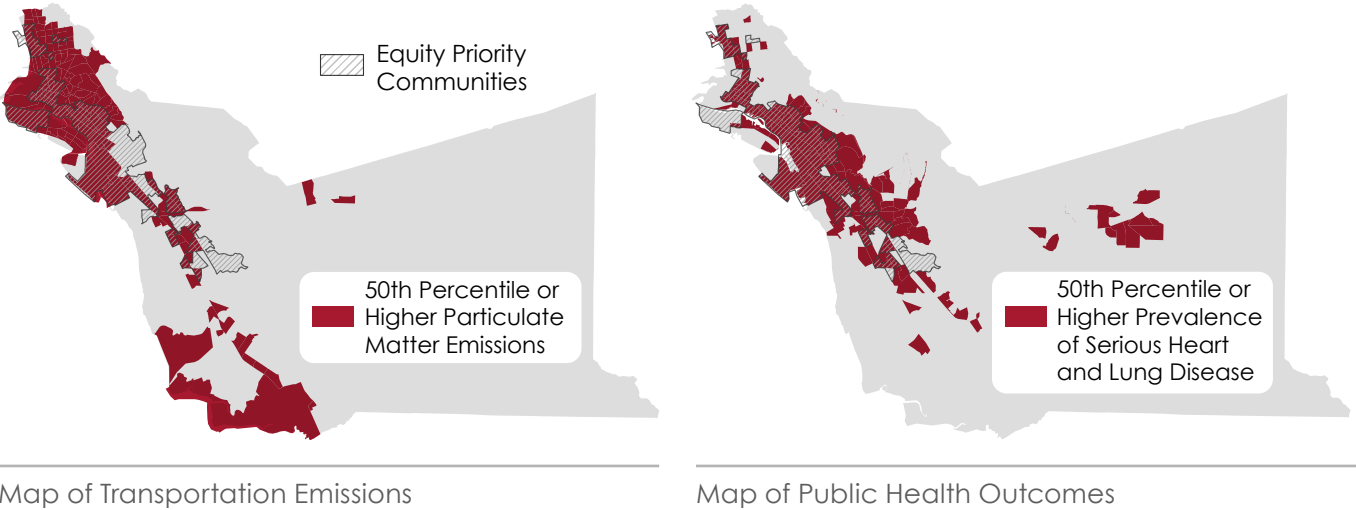 Equity Priority
Communities
50th Percentile or
Higher Particulate
Matter Emissions
Map of Transportation Emissions
50th Percentile or
Higher Prevalence
of Serious Heart
and Lung Disease
Map of Public Health Outcomes